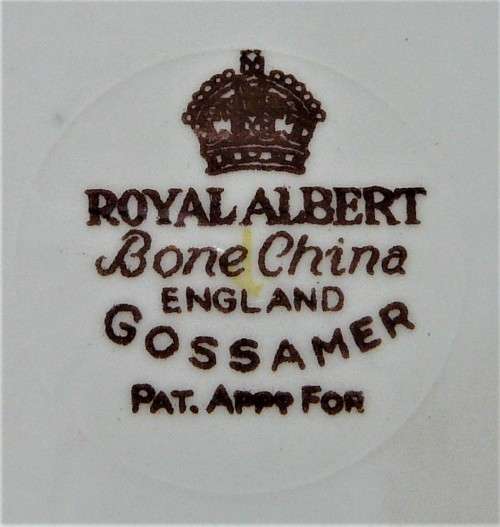 ROYAL ALBERT
Bone China
ENGLAND
GOSSAMER
PAT. APPD FOR